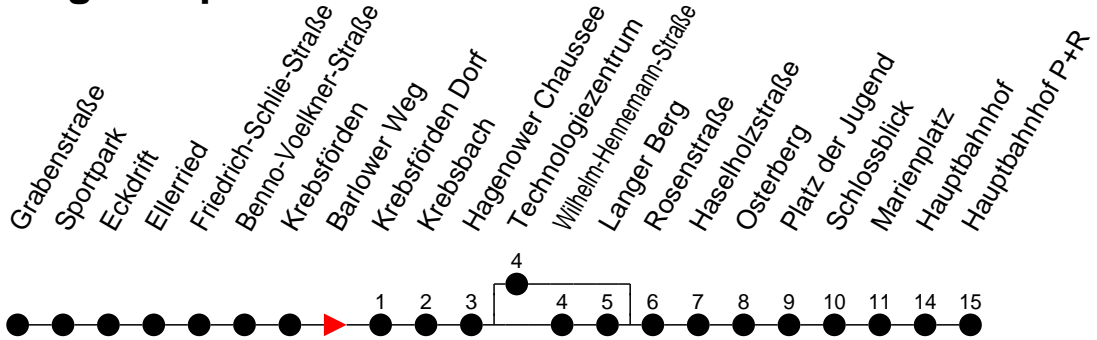 Grabenstraße
Sportpark
Eckdrift
Ellerried
Friedrich-Schlie-Straße
Benno-Voelkner-Straße
Krebsförden
Barlower Weg
Krebsförden Dorf
Krebsbach
Hagenower Chaussee
Technologiezentrum
Wilhelm-Hennemann-Straße
Langer Berg
Rosenstraße
Haselholzstraße
Osterberg
Platz der Jugend
Schlossblick
Marienplatz
Hauptbahnhof
Hauptbahnhof P+R
4
1 2 3 4 5 6 7 8 9 10 11 14 15